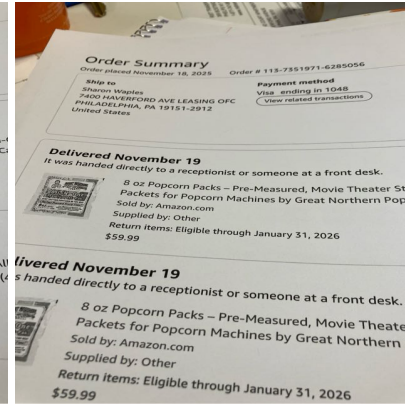 Order Summary
Order placed November 18, 2025 Order # 113-7351971-6285056
Ship to
Sharon Waples
7400 HAVERFORD AVE LEASING OFC
PHILADELPHIA, PA 19151-2912
United States
Payment method
Visa ending in 1048
View related transactions
Delivered November 19
It was handed directly to a receptionist or someone at a front desk.
8 oz Popcorn Packs – Pre-Measured, Movie Theater St
Packets for Popcorn Machines by Great Northern Pop
Sold by: Amazon.com
Supplied by: Other
Return items: Eligible through January 31, 2026
$59.99
livered November 19
s handed directly to a receptionist or someone at a front desk.
8 oz Popcorn Packs – Pre-Measured, Movie Theate
Packets for Popcorn Machines by Great Northern
Sold by: Amazon.com
Supplied by: Other
Return items: Eligible through January 31, 2026
$59.99